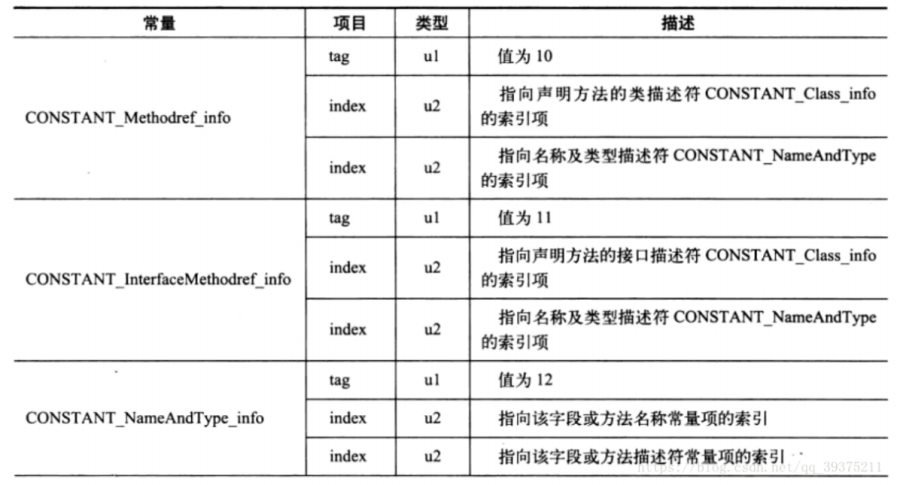 常量 项目 类型 描述
tag u1 值为 10
CONSTANT_Methodref_info index u2 指向声明方法的类描述符 CONSTANT_Class_info
的索引项
index u2 指向名称及类型描述符 CONSTANT_NameAndType
的索引项
tag u1 值为 11
CONSTANT_InterfaceMethodref_info index u2 指向声明方法的接口描述符 CONSTANT_Class_info
的索引项
index u2 指向名称及类型描述符 CONSTANT_NameAndType
的索引项
tag u1 值为 12
CONSTANT_NameAndType_info index u2 指向该字段或方法名称常量项的索引
index u2 指向该字段或方法描述符常量项的索引
https://blog.csdn.net/qq_39375211